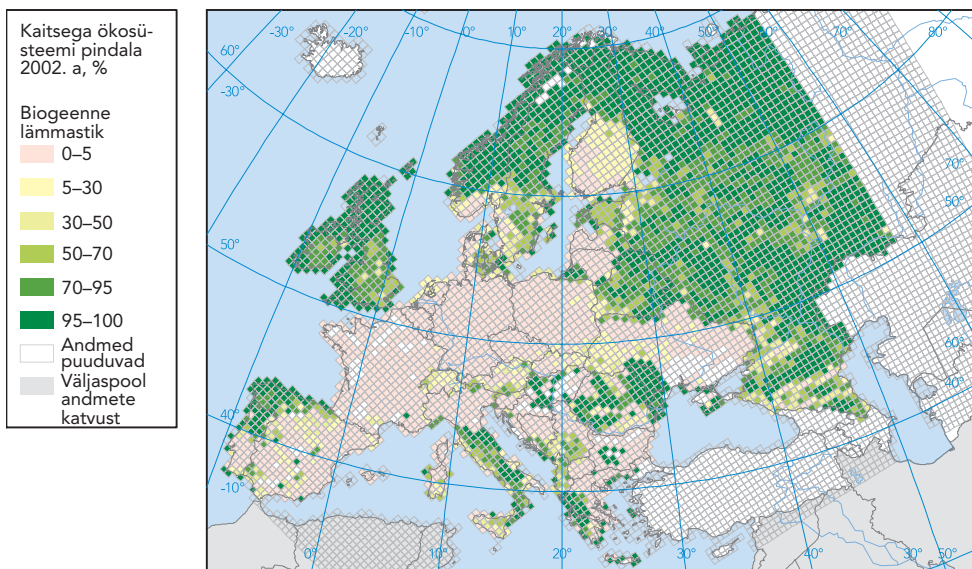 Kaitsega ökosü-
steemi pindala
2002. a, %
Biogeenne
lämmastik
0–5
5–30
30–50
50–70
70–95
95–100
Andmed
puuduvad
Väljaspool
andmete
katvust
-30° -20° -10° 0° 10° 20° 30° 40° 50° 60° 70° 80° 90°
60°
-30°
50°
40°
-10°
70°
50°
60°
40°
0° 10° 20° 30° 40° 50°